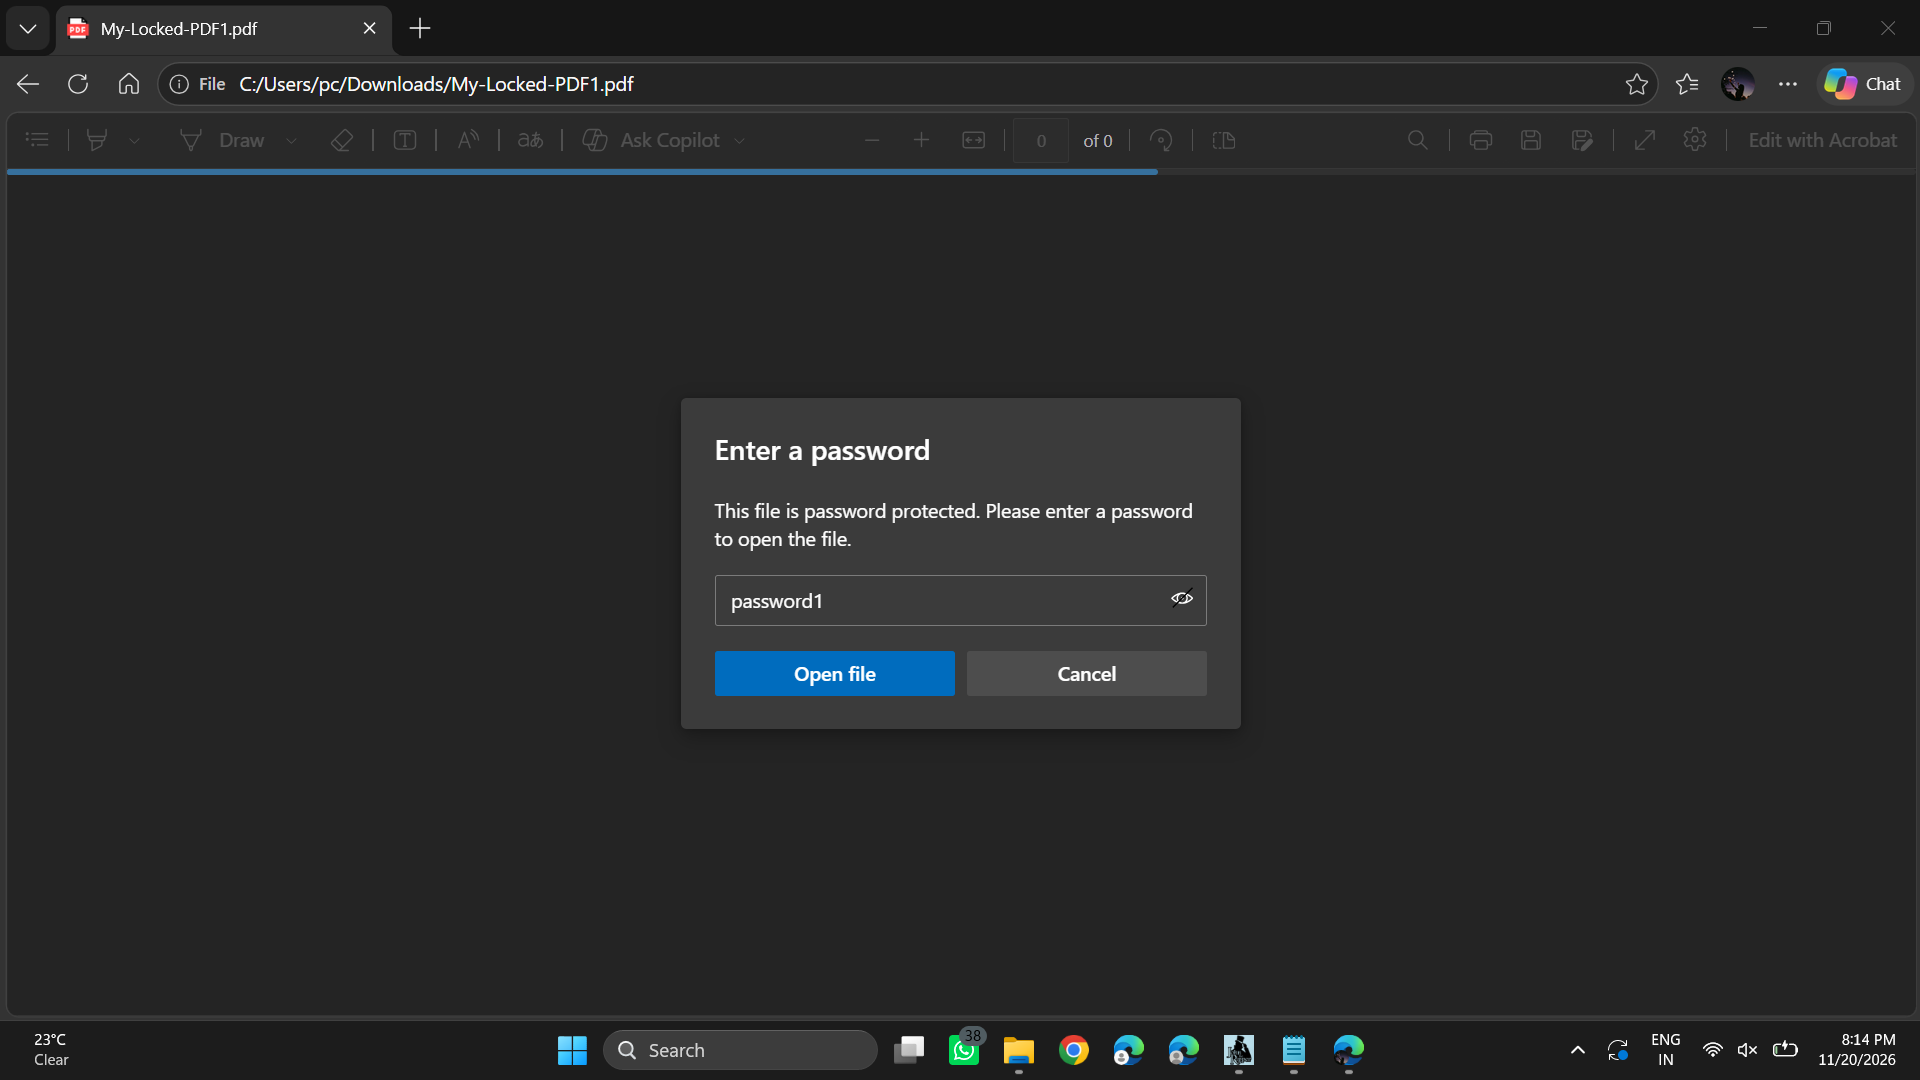 My-Locked-PDF1.pdf
File C:/Users/pc/Downloads/My-Locked-PDF1.pdf
Chat
Draw
T
A
aあ
Ask Copilot
0 of 0
Edit with Acrobat
Enter a password
This file is password protected. Please enter a password
to open the file.
password1
Open file
Cancel
23°C
Clear
Search
38
ENG
IN
8:14 PM
11/20/2026